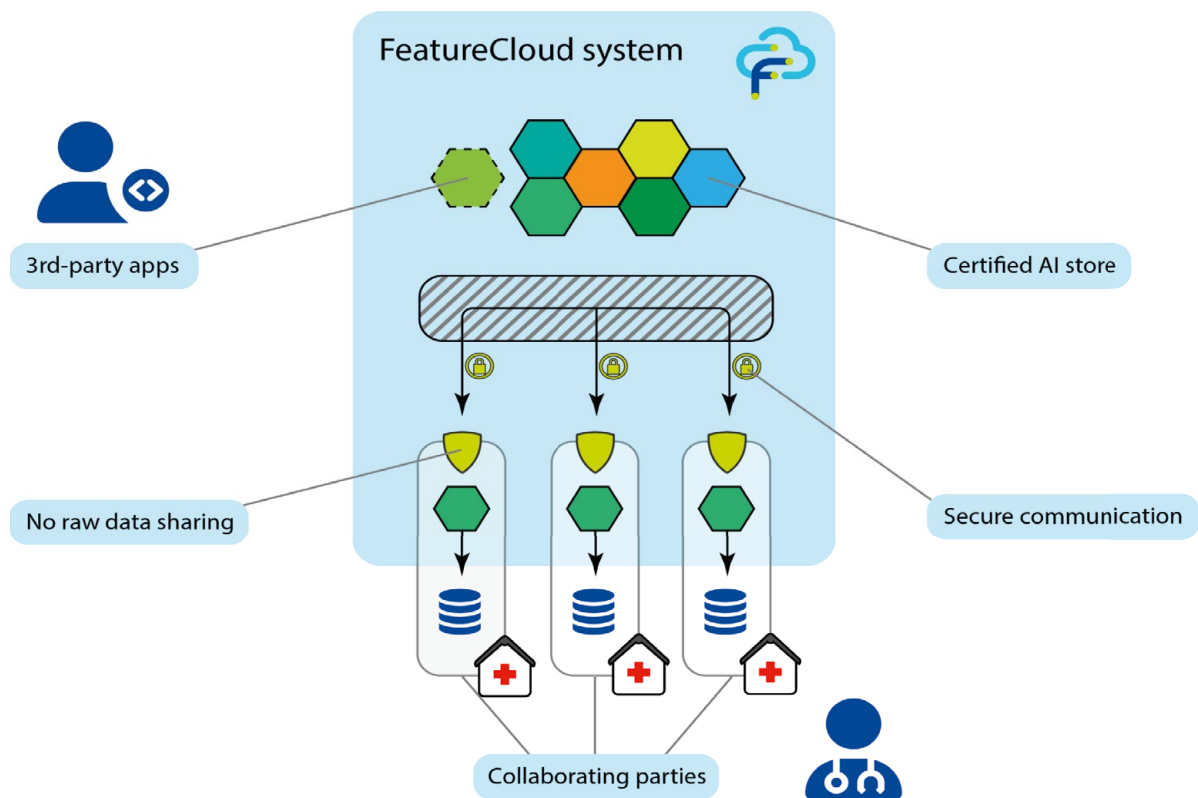 FeatureCloud system
3rd-party apps
Certified AI store
No raw data sharing
Secure communication
Collaborating parties